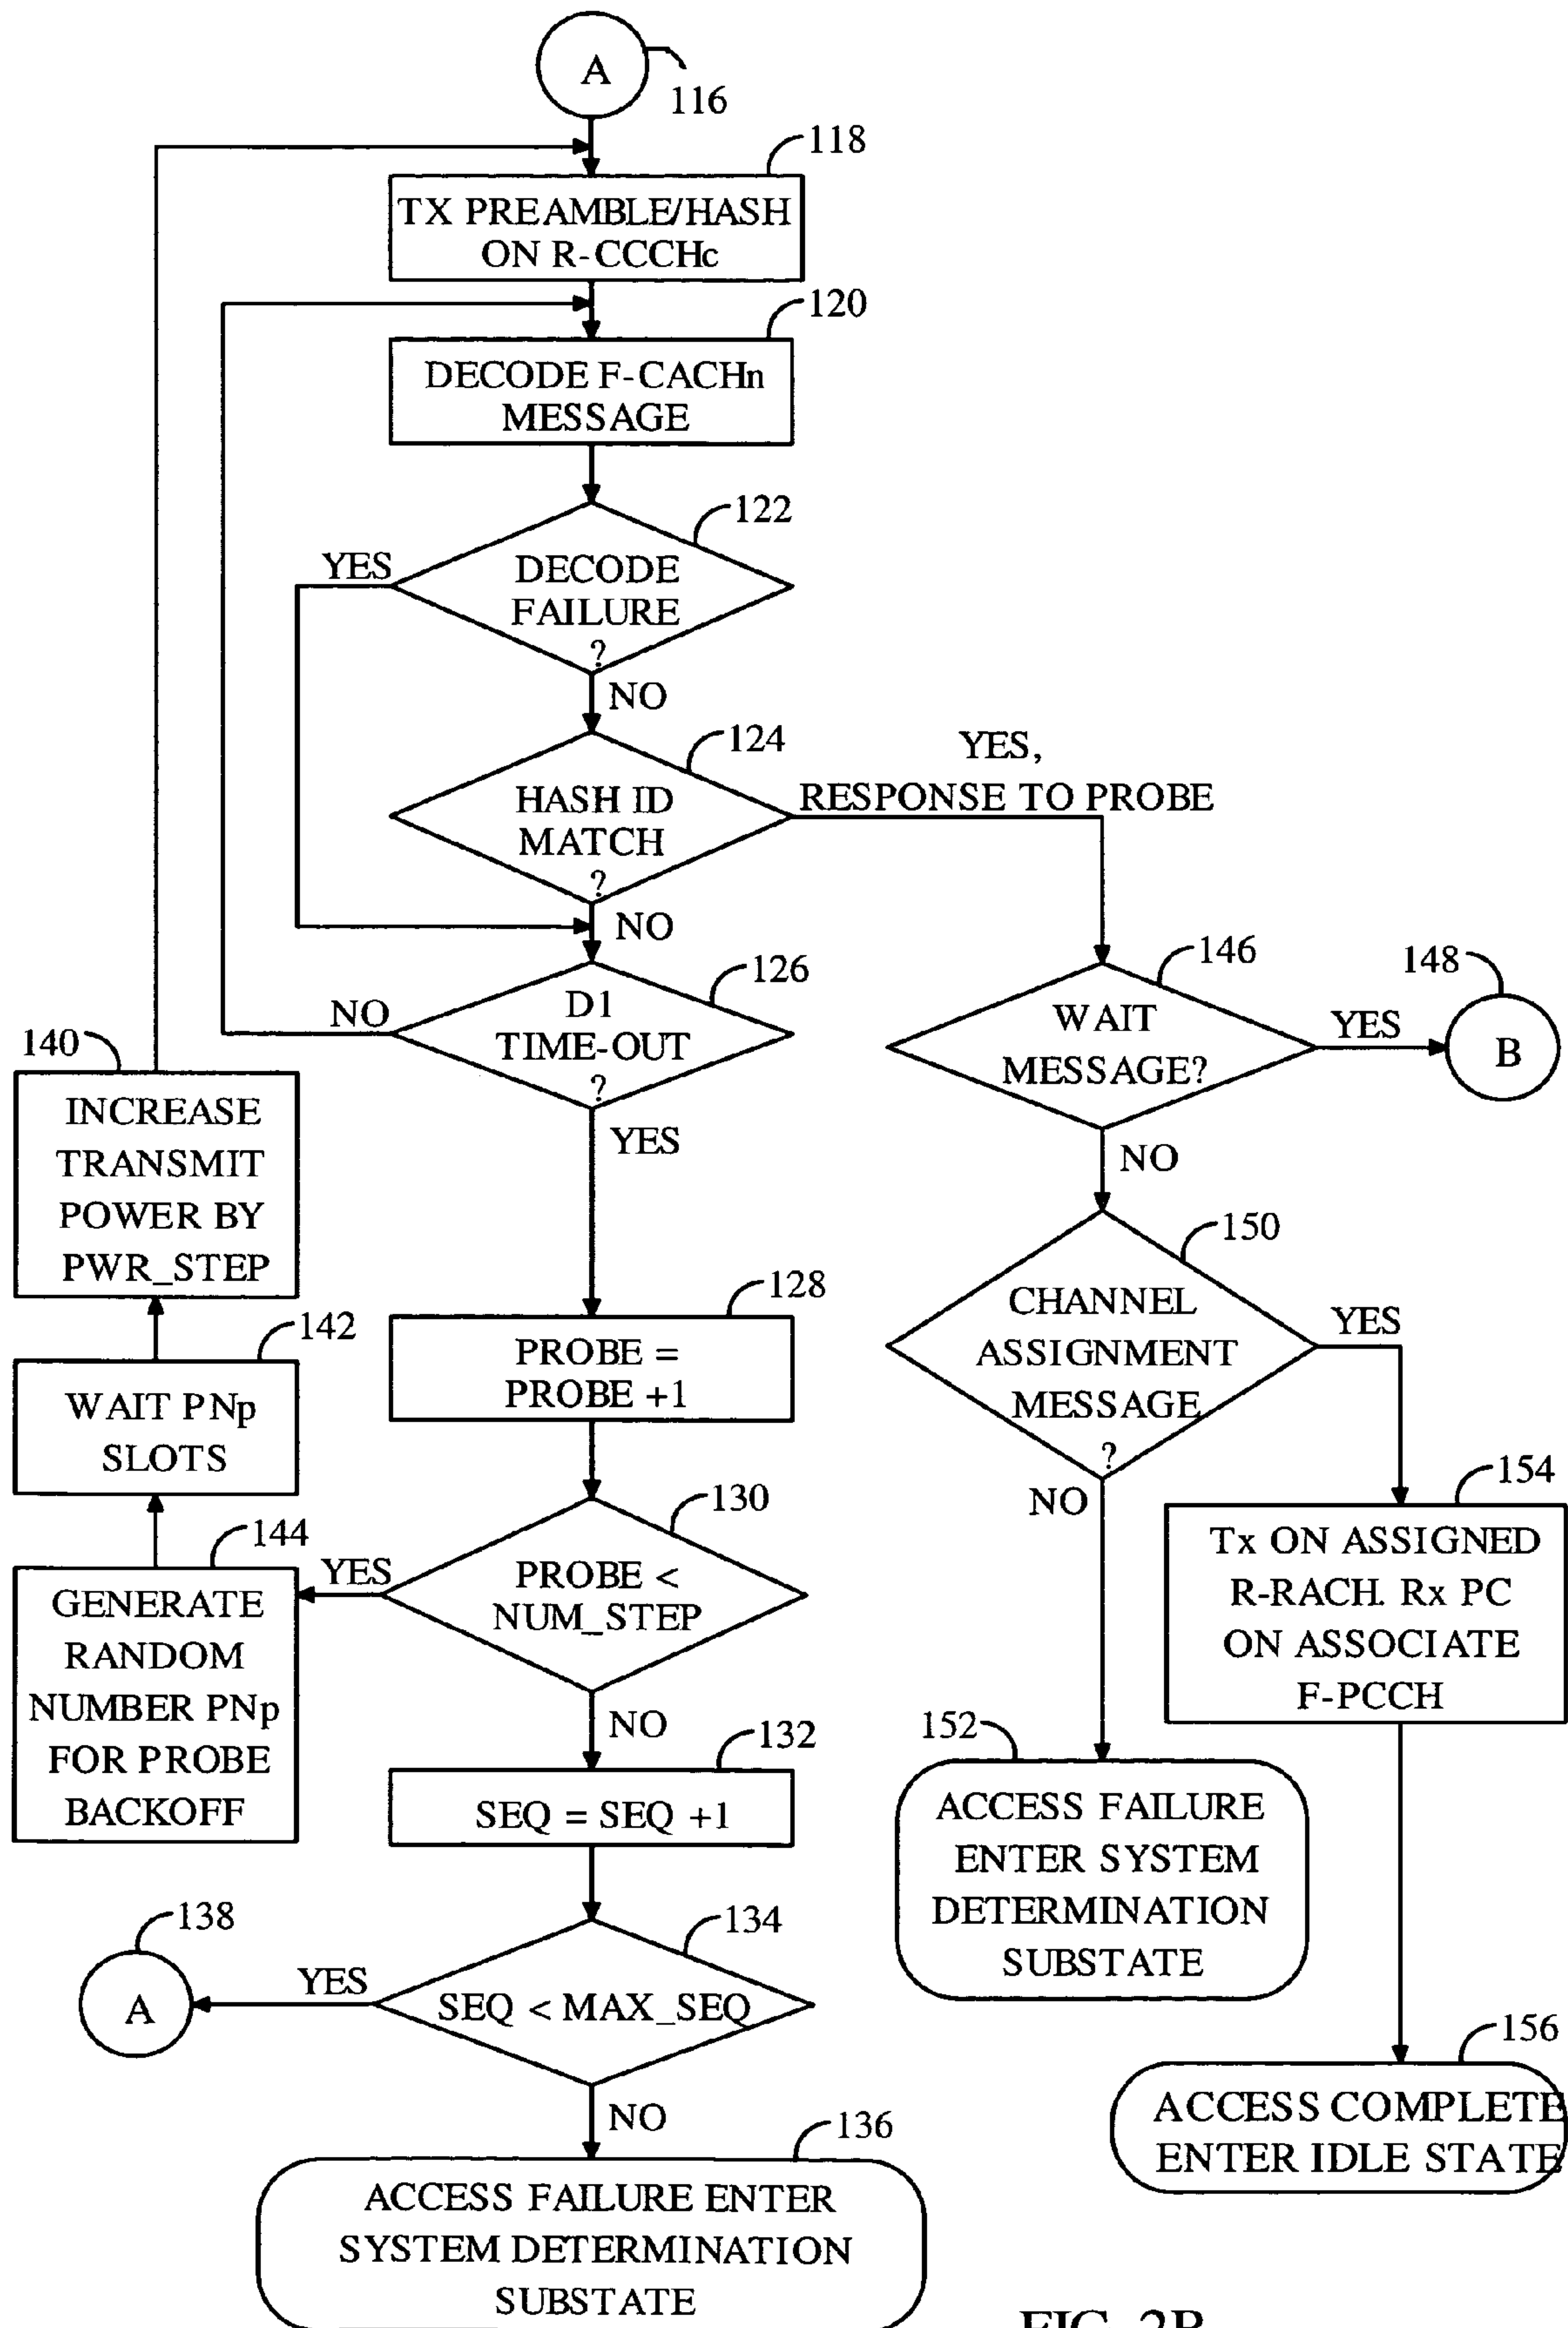 A
116
118
TX PREAMBLE/HASH
ON R-CCCHc
120
DECODE F-CACHn
MESSAGE
122
YES
DECODE
FAILURE
?
NO
124
YES,
RESPONSE TO PROBE
HASH ID
MATCH
?
NO
126
146
148
NO
D1
TIME-OUT
?
WAIT
MESSAGE?
YES
B
140
INCREASE
TRANSMIT
POWER BY
PWR_STEP
YES
NO
150
128
CHANNEL
ASSIGNMENT
MESSAGE
?
YES
142
PROBE =
PROBE +1
WAIT PNp
SLOTS
NO
154
130
144
YES
PROBE <
NUM_STEP
Tx ON ASSIGNED
R-RACH. Rx PC
ON ASSOCIATE
F-PCCH
GENERATE
RANDOM
NUMBER PNp
FOR PROBE
BACKOFF
NO
152
132
SEQ = SEQ +1
ACCESS FAILURE
ENTER SYSTEM
DETERMINATION
SUBSTATE
138
134
A
YES
SEQ < MAX_SEQ
156
NO
ACCESS COMPLETE
ENTER IDLE STATE
136
ACCESS FAILURE ENTER
SYSTEM DETERMINATION
SUBSTATE
FIG. 2B